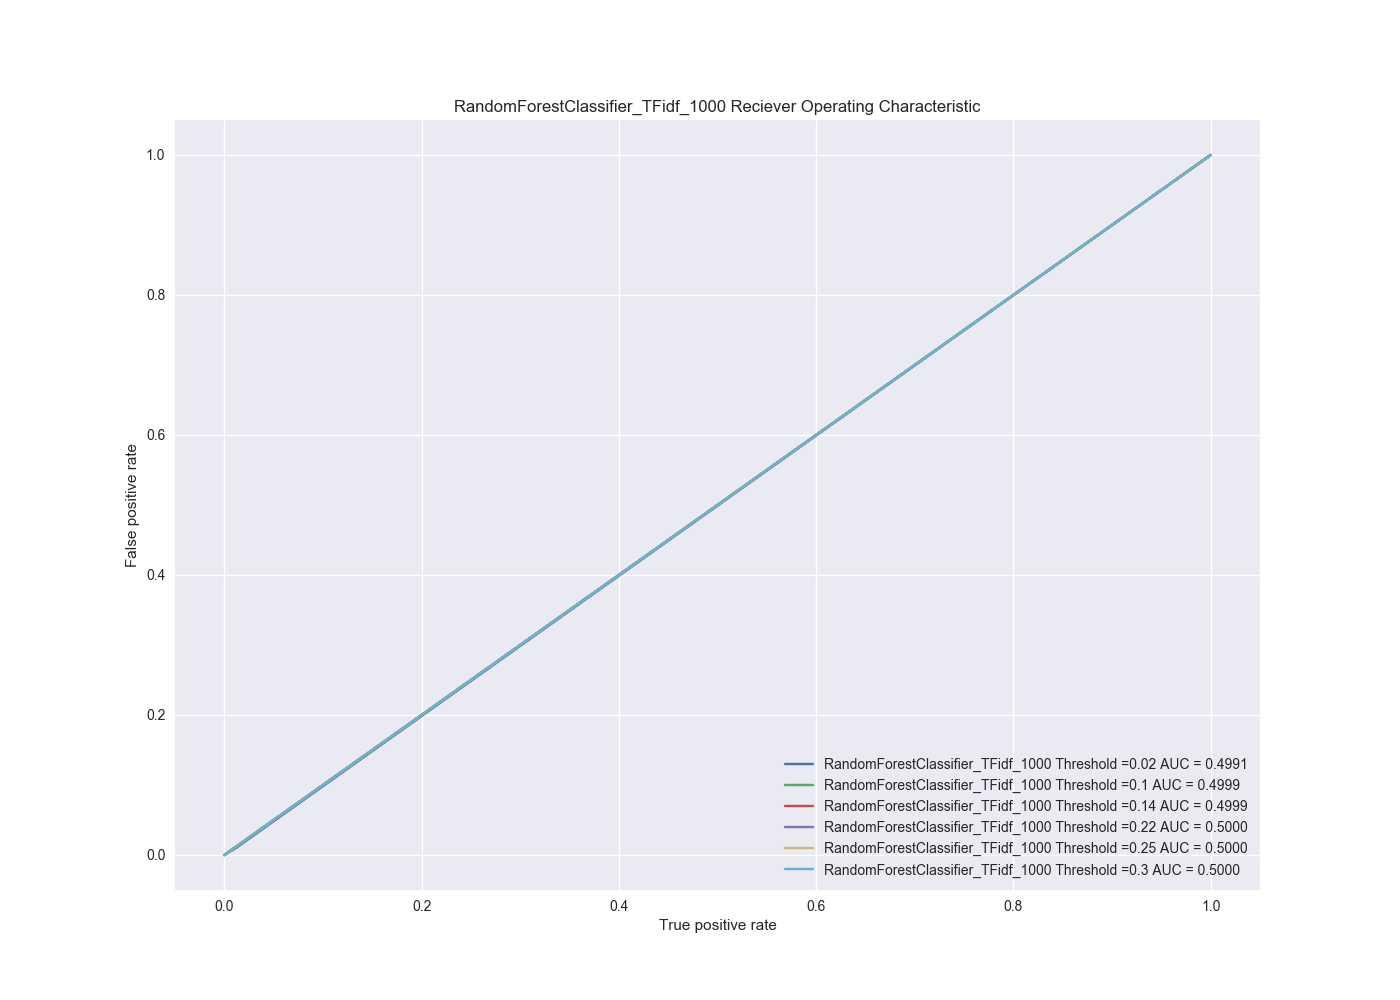 RandomForestClassifier_TFidf_1000 Reciever Operating Characteristic
1.0
0.8
0.6
0.4
0.2
0.0
False positive rate
RandomForestClassifier_TFidf_1000 Threshold =0.02 AUC = 0.4991
RandomForestClassifier_TFidf_1000 Threshold =0.1 AUC = 0.4999
RandomForestClassifier_TFidf_1000 Threshold =0.14 AUC = 0.4999
RandomForestClassifier_TFidf_1000 Threshold =0.22 AUC = 0.5000
RandomForestClassifier_TFidf_1000 Threshold =0.25 AUC = 0.5000
RandomForestClassifier_TFidf_1000 Threshold =0.3 AUC = 0.5000
0.0 0.2 0.4 0.6 0.8 1.0
True positive rate